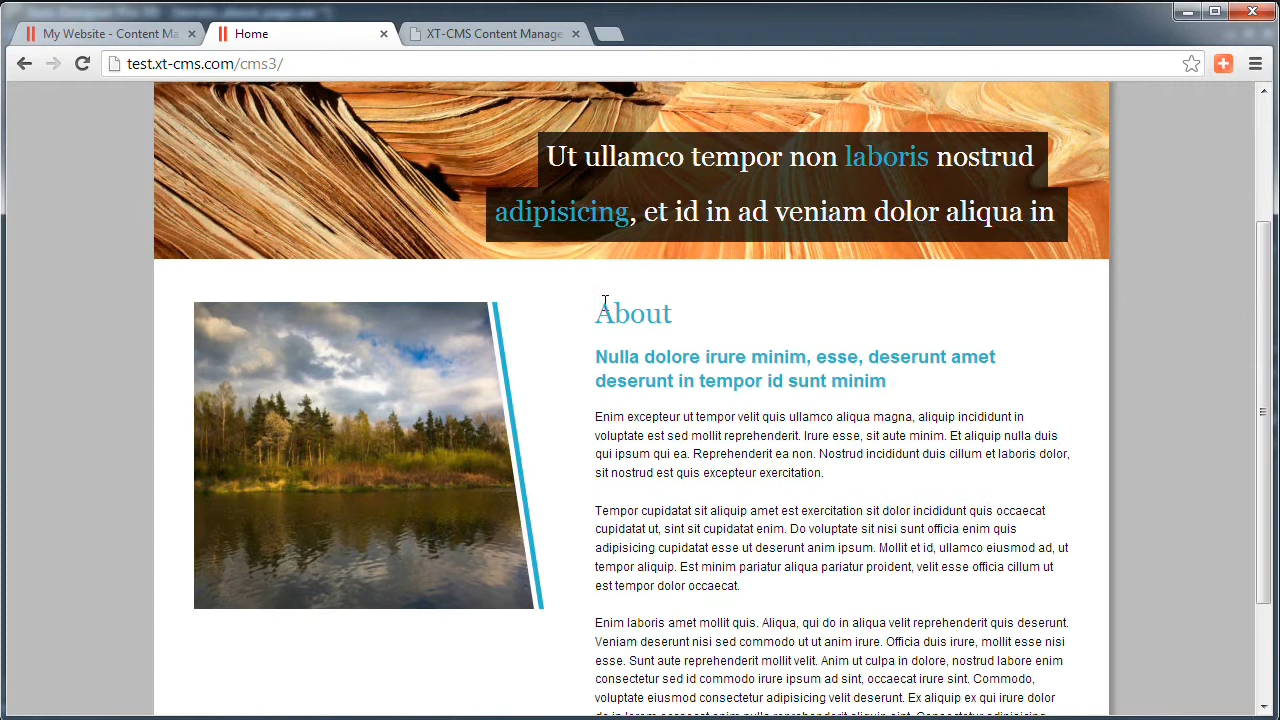 My Website - Content Ma
Home
XT-CMS Content Manage
test.xt-cms.com/cms3/
Ut ullamco tempor non laboris nostrud
adipisicing, et id in ad veniam dolor aliqua in
About
Nulla dolore irure minim, esse, deserunt amet
deserunt in tempor id sunt minim
Enim excepteur ut tempor velit quis ullamco aliqua magna, aliquip incididunt in
voluptate est sed mollit reprehenderit. Irure esse, sit aute minim. Et aliquip nulla duis
qui ipsum qui ea. Reprehenderit ea non. Nostrud incididunt duis cillum et laboris dolor,
sit nostrud est quis excepteur exercitation.
Tempor cupidatat sit aliquip amet est exercitation sit dolor incididunt quis occaecat
cupidatat ut, sint sit cupidatat enim. Do voluptate sit nisi sunt officia enim quis
adipisicing cupidatat esse ut deserunt anim ipsum. Mollit et id, ullamco eiusmod ad, ut
tempor aliquip. Est minim pariatur aliqua pariatur proident, velit esse officia cillum ut
est tempor dolor occaecat.
Enim laboris amet mollit quis. Aliqua, qui do in aliqua velit reprehenderit quis deserunt.
Veniam deserunt nisi sed commodo ut ut anim irure. Officia duis irure, mollit esse nisi
esse. Sunt aute reprehenderit mollit velit. Anim ut culpa in dolore, nostrud labore enim
consectetur sed id commodo irure ipsum ad sint, occaecat irure sint. Commodo,
voluptate eiusmod consectetur adipisicing velit deserunt. Ex aliquip ex qui irure dolor